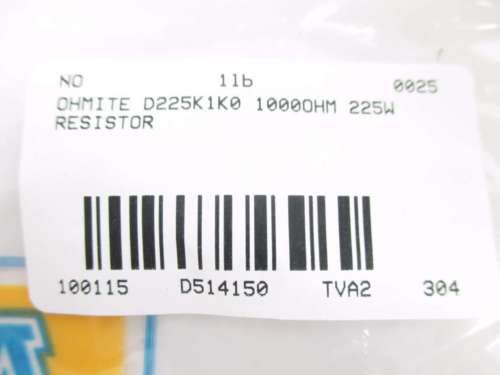 NO 1lb 0025
OHMITE D225K1K0 1000OHM 225W
RESISTOR
100115 D514150 TVA2 304